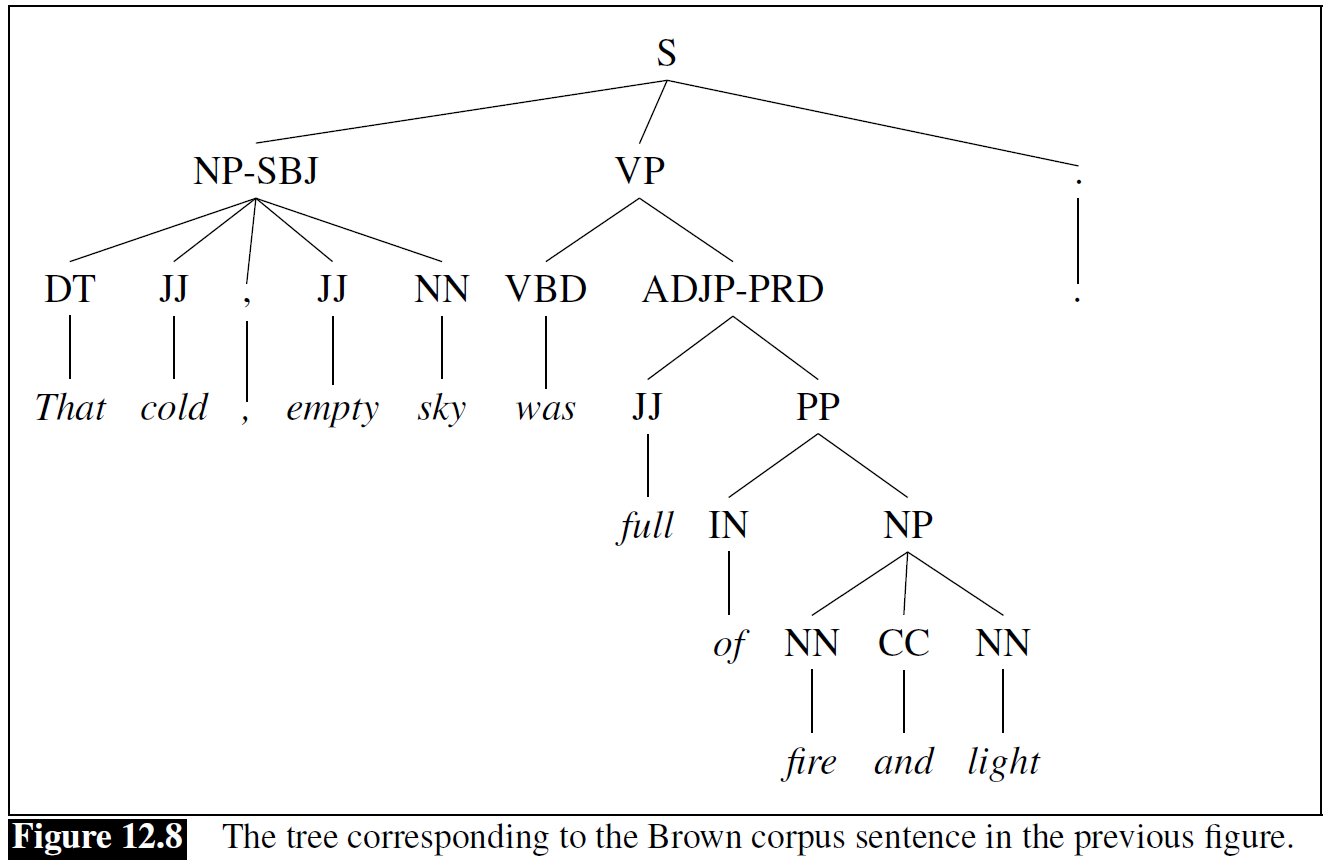 S
NP-SBJ VP .
DT JJ , JJ NN VBD ADJP-PRD .
That cold , empty sky was JJ PP
full IN NP
of NN CC NN
fire and light
Figure 12.8 The tree corresponding to the Brown corpus sentence in the previous figure.